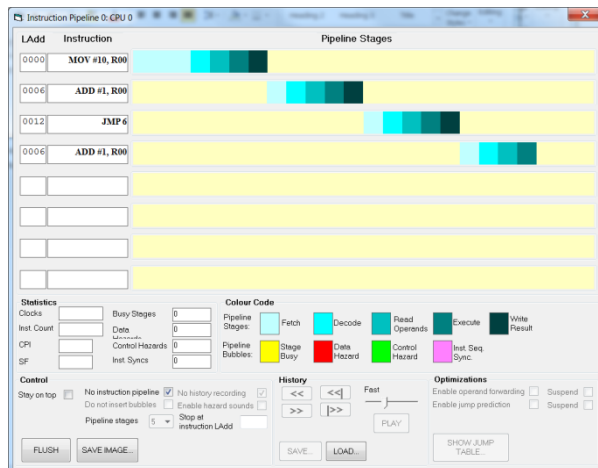 Instruction Pipeline 0: CPU 0
LAdd Instruction Pipeline Stages
0000 MOV #10, R00
0006 ADD #1, R00
0012 JMP 6
0006 ADD #1, R00
Statistics
Clocks
Inst. Count
CPI
SF
Busy Stages 0
Data Hazards 0
Control Hazards 0
Inst. Syncs 0
Colour Code
Pipeline Stages: Fetch Decode Read Operands Execute Write Result
Pipeline Bubbles: Stage Busy Data Hazard Control Hazard Inst. Seq. Sync.
Control
Stay on top
No instruction pipeline No history recording
Do not insert bubbles Enable hazard sounds
Pipeline stages 5 Stop at instruction LAdd
FLUSH SAVE IMAGE...
History
<< <<| Fast
>> |>> PLAY
SAVE... LOAD...
Optimizations
Enable operand forwarding Suspend
Enable jump prediction Suspend
SHOW JUMP TABLE...